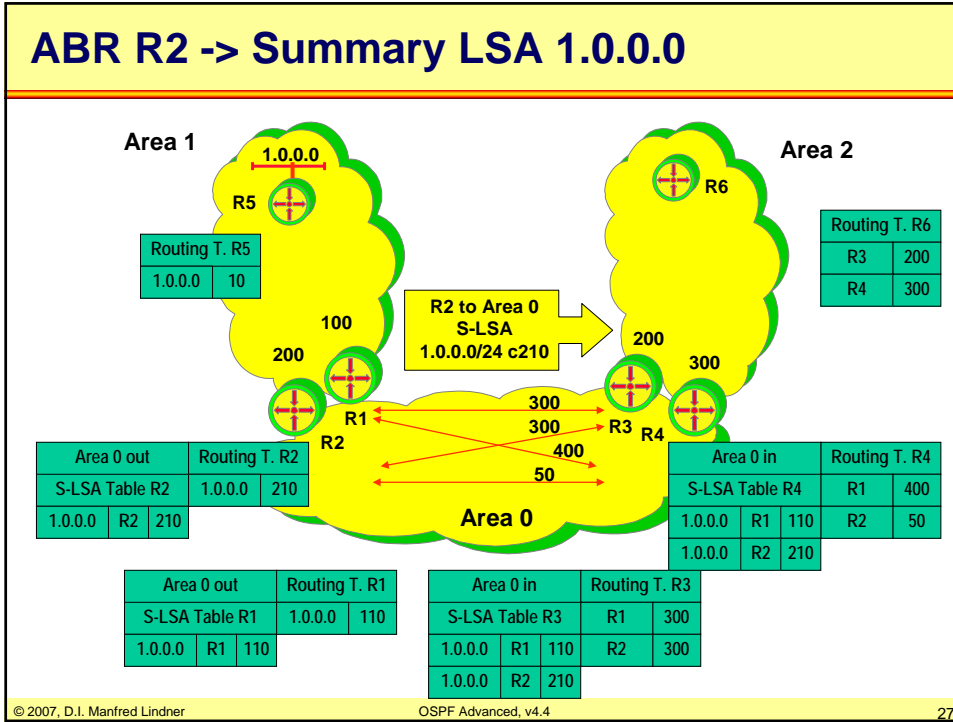 ABR R2 -> Summary LSA 1.0.0.0
Area 1
1.0.0.0
R5
Routing T. R5
1.0.0.0 10
100
200
R1
R2
R2 to Area 0
S-LSA
1.0.0.0/24 c210
Area 2
R6
Routing T. R6
R3 200
R4 300
200
300
R3
R4
300
300
400
50
Area 0
Area 0 out Routing T. R2
S-LSA Table R2 1.0.0.0 210
1.0.0.0 R2 210
Area 0 in Routing T. R4
S-LSA Table R4 R1 400
1.0.0.0 R1 110 R2 50
1.0.0.0 R2 210
Area 0 out Routing T. R1
S-LSA Table R1 1.0.0.0 110
1.0.0.0 R1 110
Area 0 in Routing T. R3
S-LSA Table R3 R1 300
1.0.0.0 R1 110 R2 300
1.0.0.0 R2 210
© 2007, D.I. Manfred Lindner
OSPF Advanced, v4.4
27